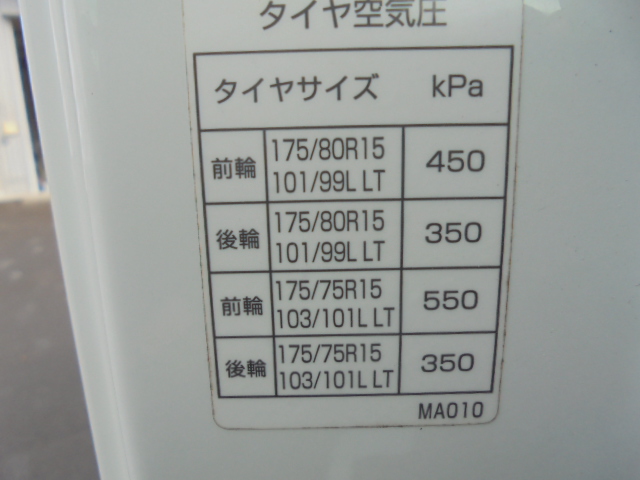 タイヤ空気圧
タイヤサイズ kPa
前輪 175/80R15 101/99L LT 450
後輪 175/80R15 101/99L LT 350
前輪 175/75R15 103/101L LT 550
後輪 175/75R15 103/101L LT 350
MA010